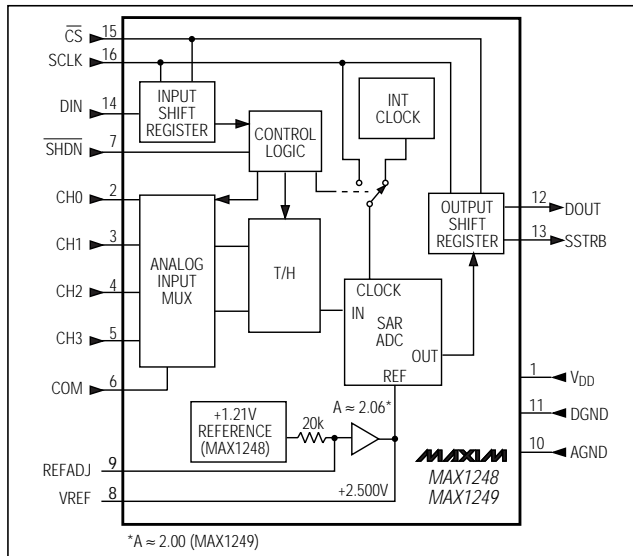 CS 15
SCLK 16
DIN 14
SHDN 7
CH0 2
CH1 3
CH2 4
CH3 5
COM 6
REFADJ 9
VREF 8
INPUT
SHIFT
REGISTER
CONTROL
LOGIC
INT
CLOCK
ANALOG
INPUT
MUX
T/H
CLOCK
IN
SAR
ADC
OUT
REF
OUTPUT
SHIFT
REGISTER
12 DOUT
13 SSTRB
1 VDD
11 DGND
10 AGND
+1.21V
REFERENCE
(MAX1248)
20k
A ≈ 2.06*
+2.500V
MAXIM
MAX1248
MAX1249
*A ≈ 2.00 (MAX1249)